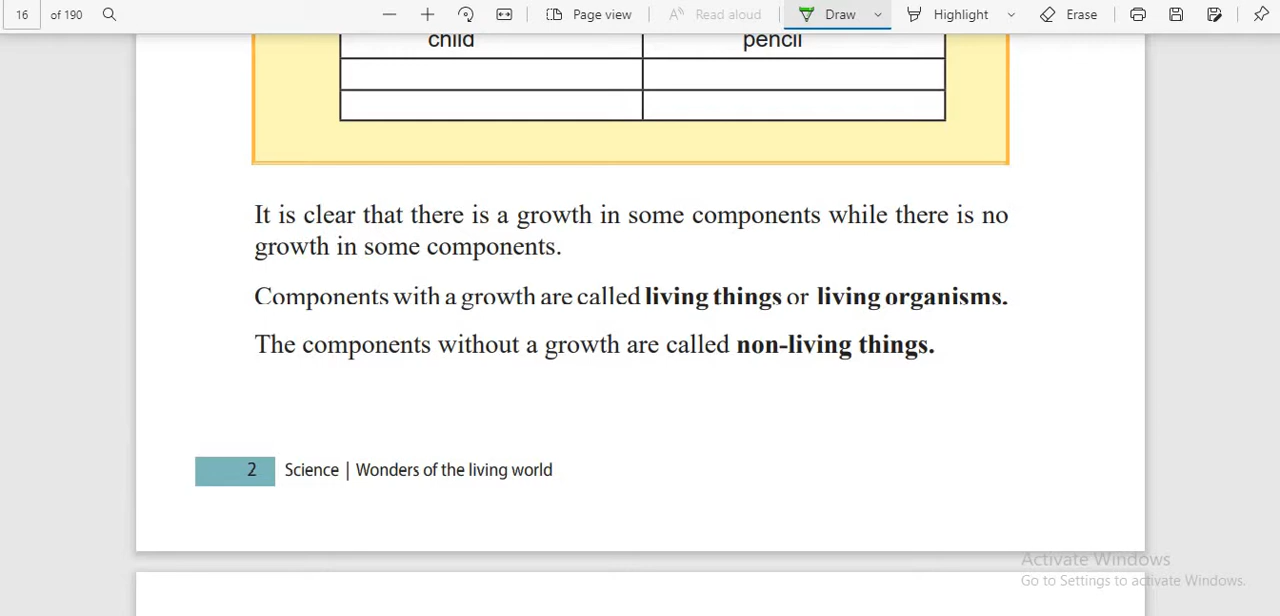 16 of 190 Page view Read aloud Draw Highlight Erase
child pencil
It is clear that there is a growth in some components while there is no
growth in some components.
Components with a growth are called living things or living organisms.
The components without a growth are called non-living things.
2 Science | Wonders of the living world
Activate Windows
Go to Settings to activate Windows.